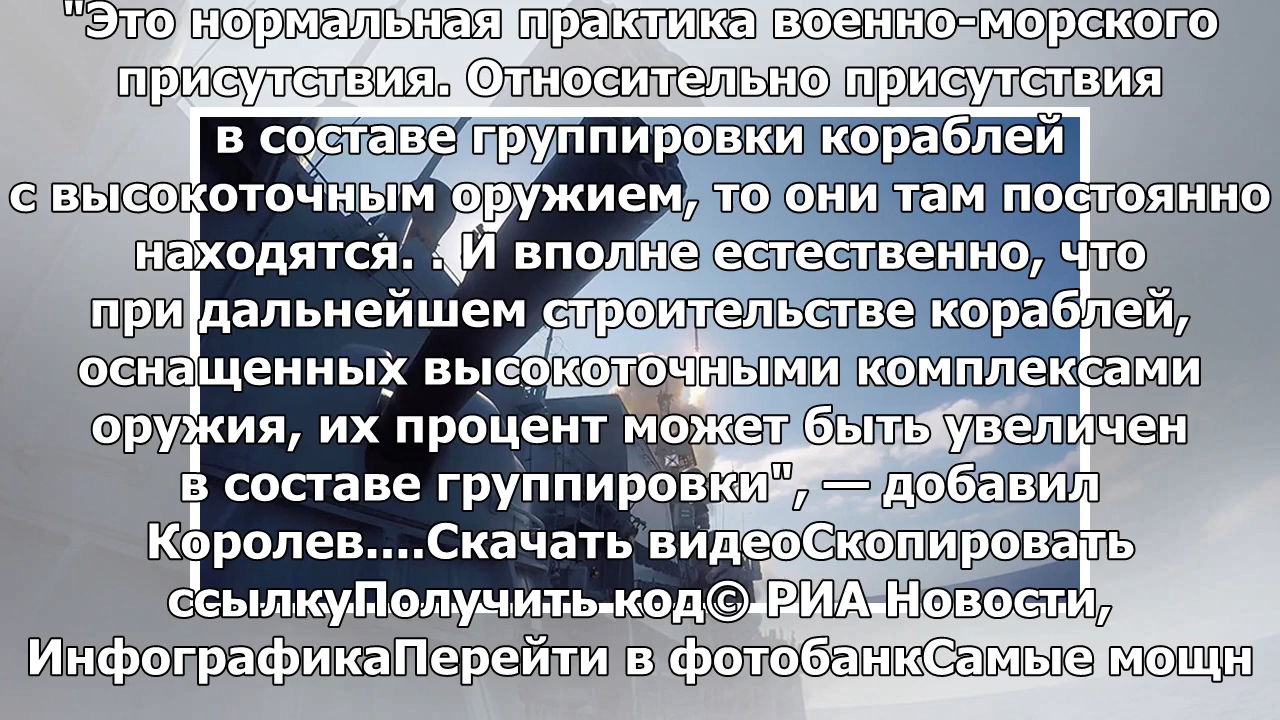 "Это нормальная практика военно-морского
присутствия. Относительно присутствия
в составе группировки кораблей
с высокоточным оружием, то они там постоянно
находятся. . И вполне естественно, что
при дальнейшем строительстве кораблей,
оснащенных высокоточными комплексами
оружия, их процент может быть увеличен
в составе группировки", — добавил
Королев....Скачать видеоСкопировать
ссылкуПолучить код© РИА Новости,
ИнфографикаПерейти в фотобанкСамые мощн